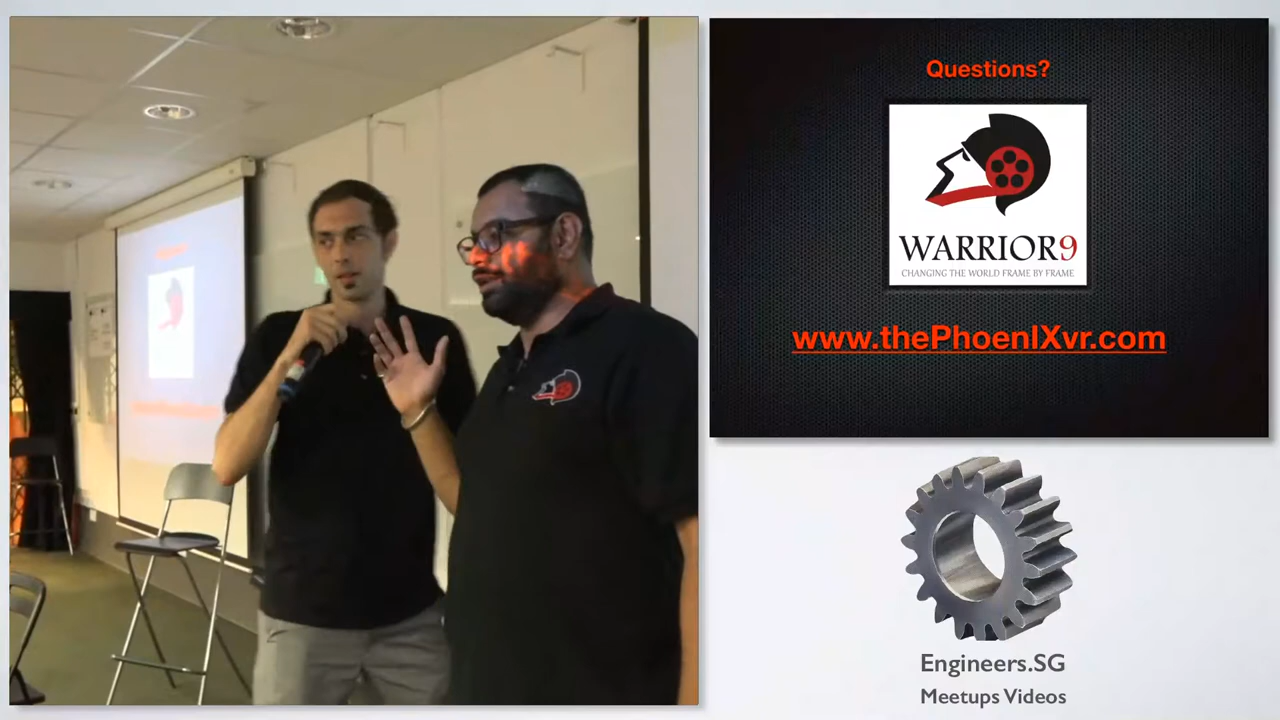 Questions?
WARRIOR9
CHANGING THE WORLD FRAME BY FRAME
www.thePhoenIXvr.com
Engineers.SG
Meetups Videos